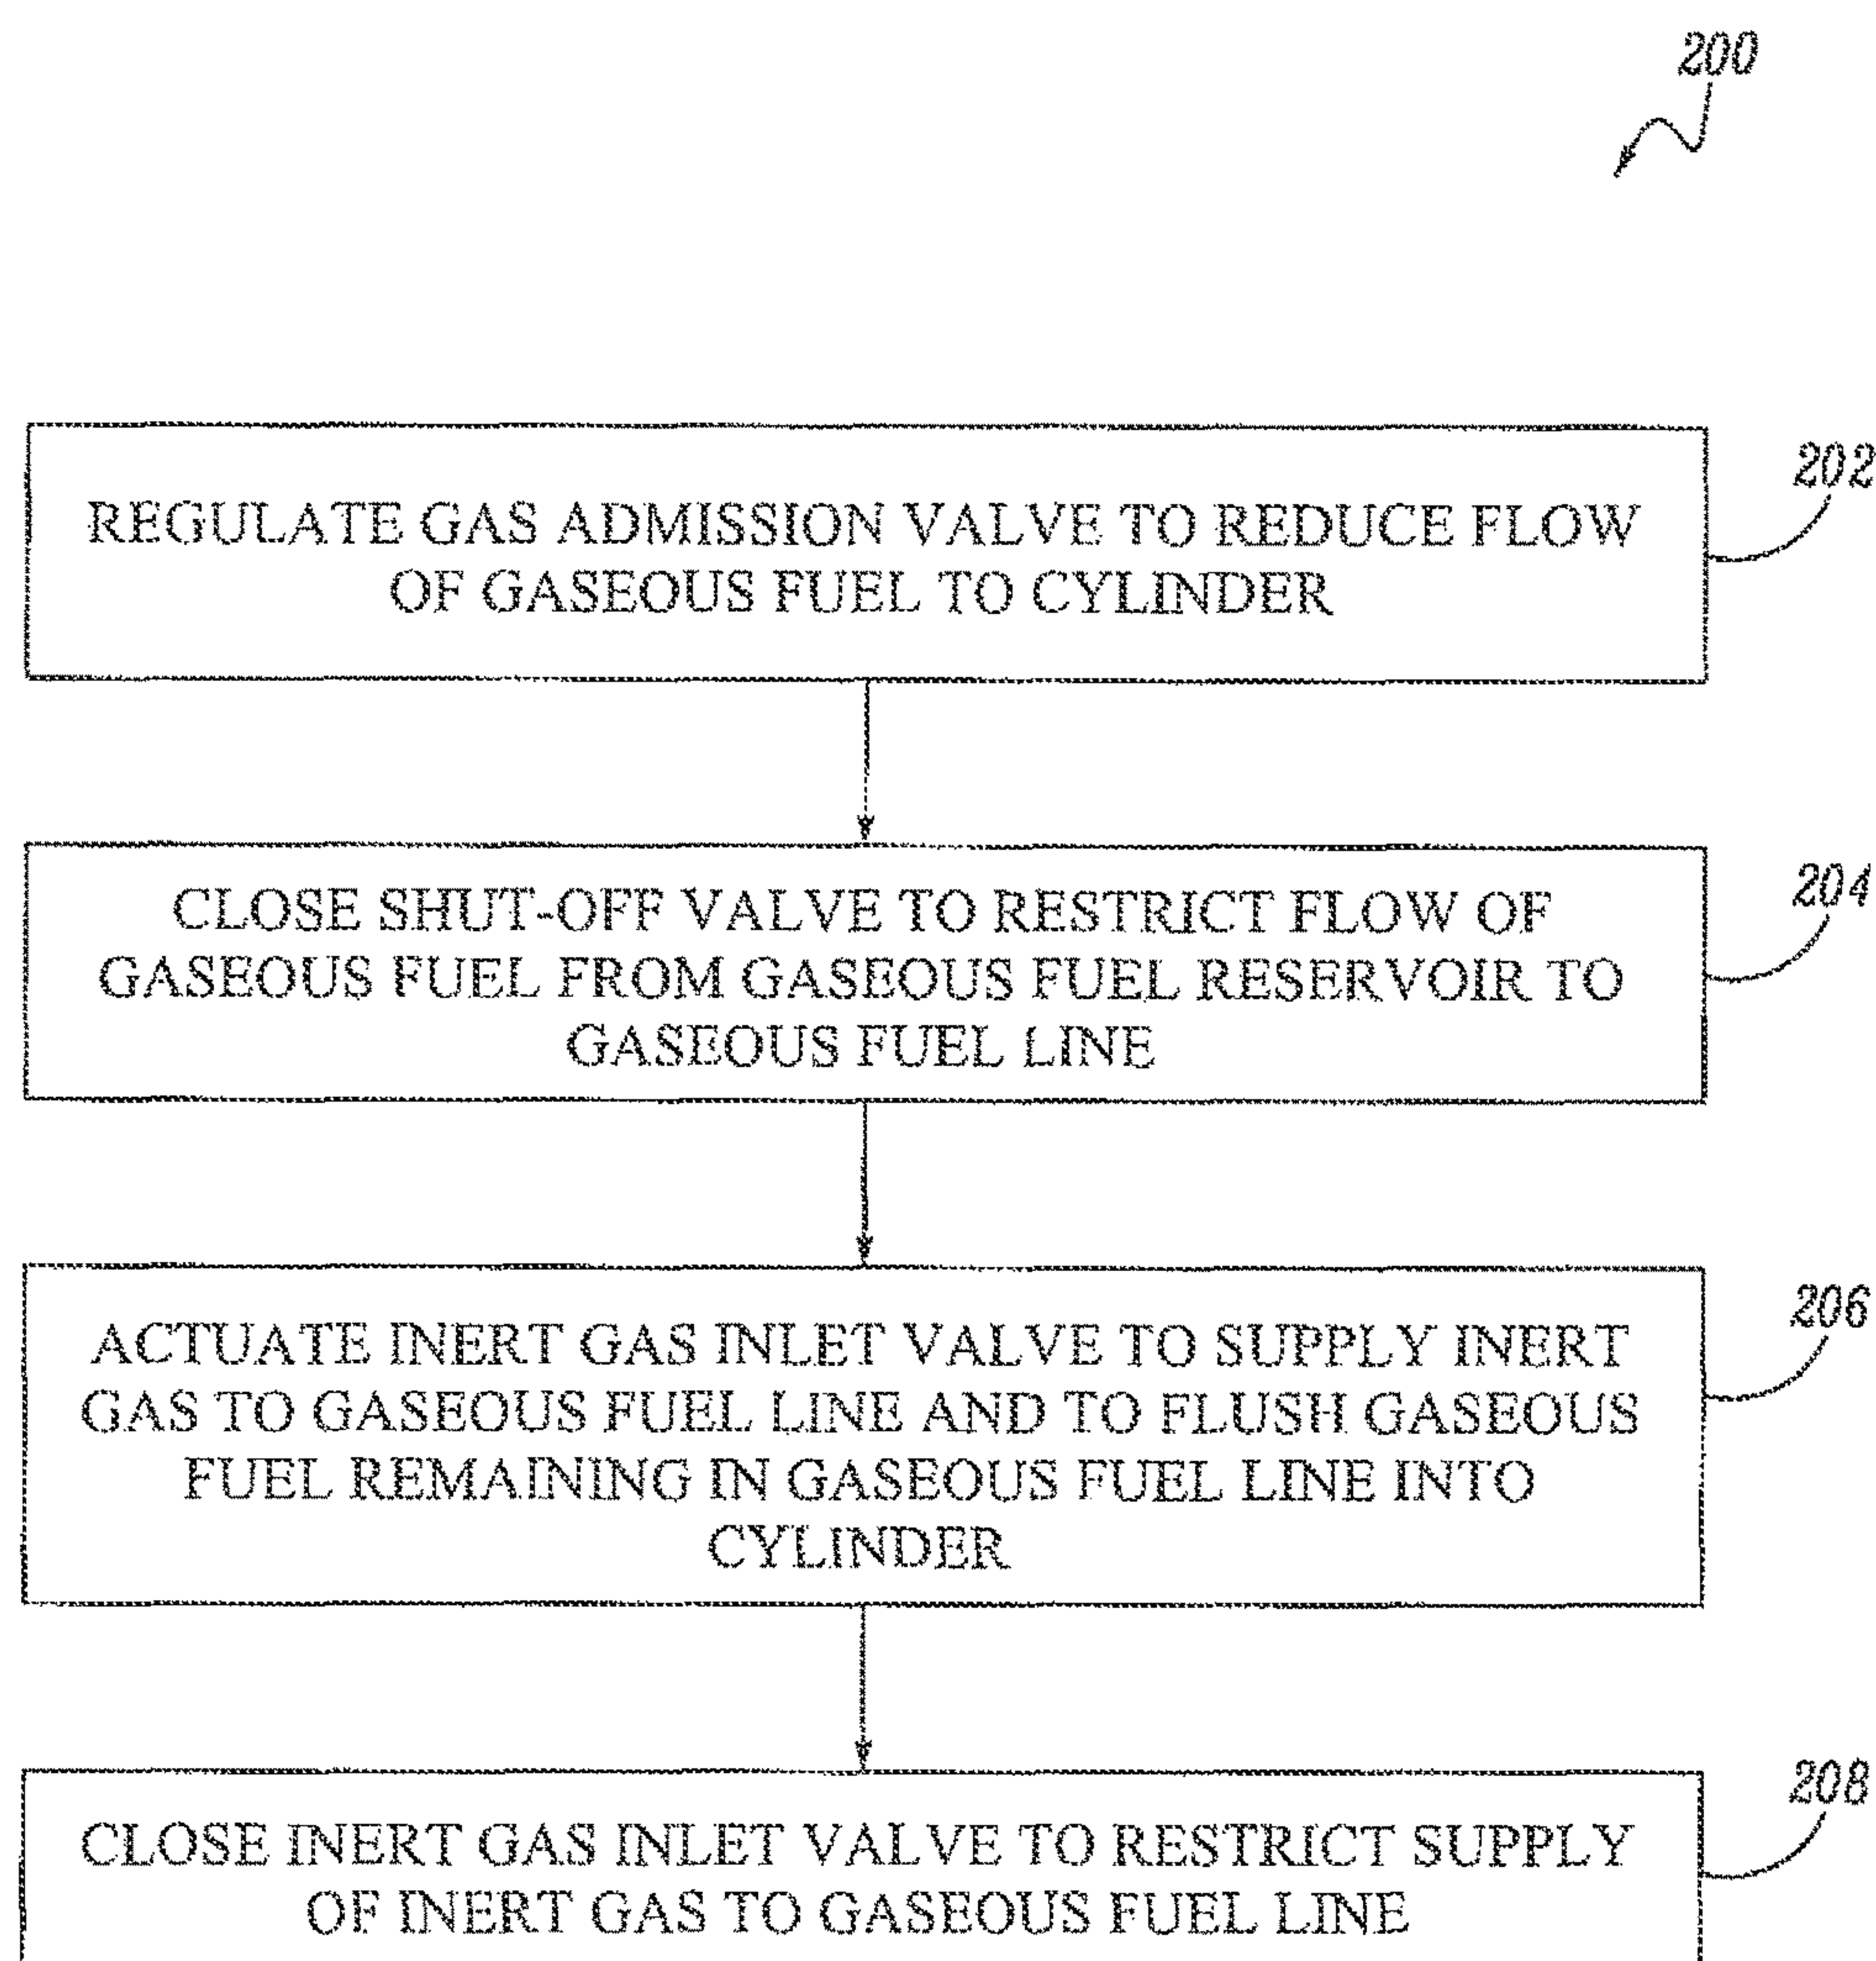 200
202
REGULATE GAS ADMISSION VALVE TO REDUCE FLOW
OF GASEOUS FUEL TO CYLINDER
204
CLOSE SHUT-OFF VALVE TO RESTRICT FLOW OF
GASEOUS FUEL FROM GASEOUS FUEL RESERVOIR TO
GASEOUS FUEL LINE
206
ACTUATE INERT GAS INLET VALVE TO SUPPLY INERT
GAS TO GASEOUS FUEL LINE AND TO FLUSH GASEOUS
FUEL REMAINING IN GASEOUS FUEL LINE INTO
CYLINDER
208
CLOSE INERT GAS INLET VALVE TO RESTRICT SUPPLY
OF INERT GAS TO GASEOUS FUEL LINE